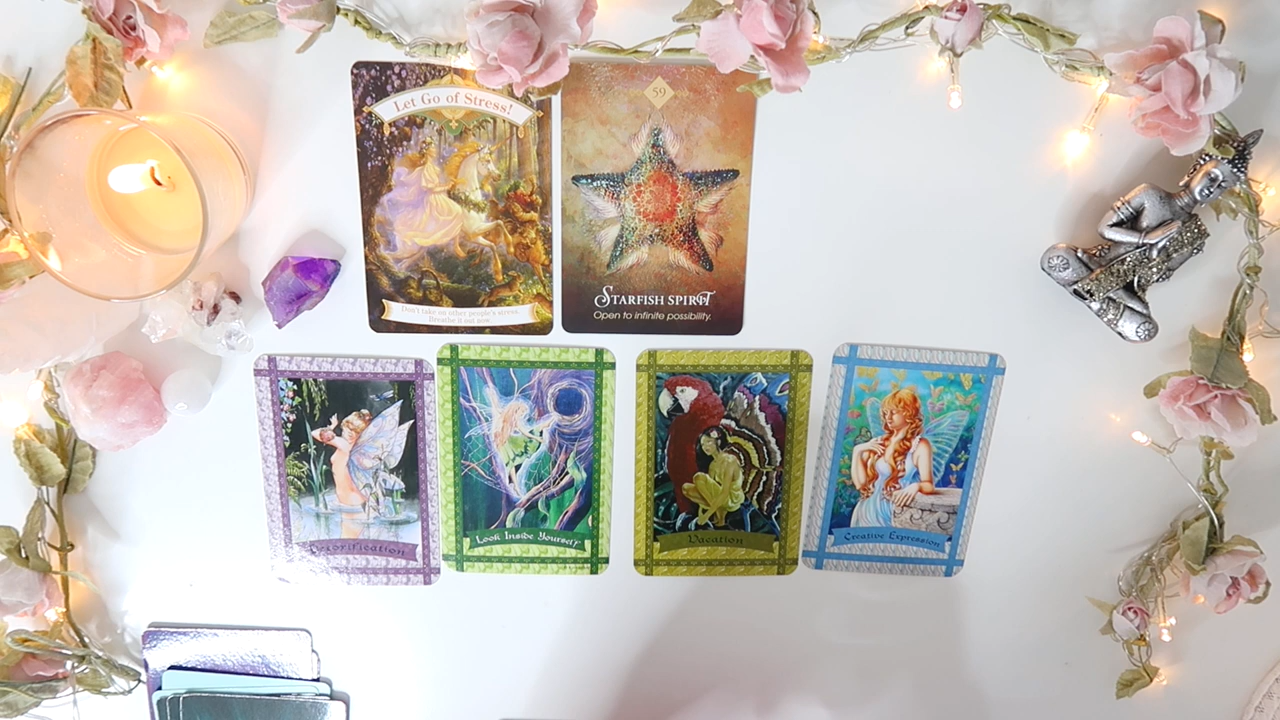 Let Go of Stress!
Don't take on other people's stress.
Breathe it out now.
59
STARFISH SPIRIT
Open to infinite possibility.
Detoxification
Look Inside Yourself
Vacation
Creative Expression